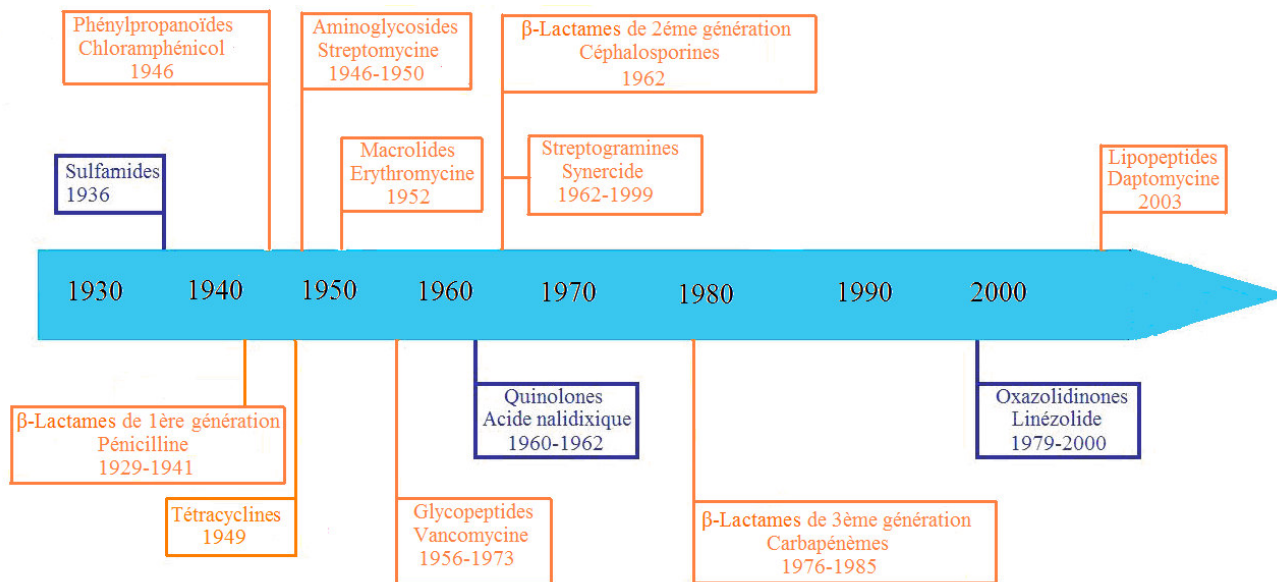 Phénylpropanoïdes
Chloramphénicol
1946
Aminoglycosides
Streptomycine
1946-1950
β-Lactames de 2éme génération
Céphalosporines
1962
Sulfamides
1936
Macrolides
Erythromycine
1952
Streptogramines
Synercide
1962-1999
Lipopeptides
Daptomycine
2003
1930 1940 1950 1960 1970 1980 1990 2000
β-Lactames de 1ère génération
Pénicilline
1929-1941
Quinolones
Acide nalidixique
1960-1962
Oxazolidinones
Linézolide
1979-2000
Tétracyclines
1949
Glycopeptides
Vancomycine
1956-1973
β-Lactames de 3ème génération
Carbapénèmes
1976-1985